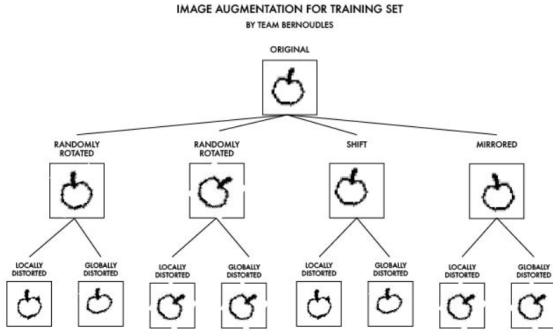 IMAGE AUGMENTATION FOR TRAINING SET
BY TEAM BERNOUDLES
ORIGINAL
RANDOMLY
ROTATED
RANDOMLY
ROTATED
SHIFT
MIRRORED
LOCALLY
DISTORTED
GLOBALLY
DISTORTED
LOCALLY
DISTORTED
GLOBALLY
DISTORTED
LOCALLY
DISTORTED
GLOBALLY
DISTORTED
LOCALLY
DISTORTED
GLOBALLY
DISTORTED